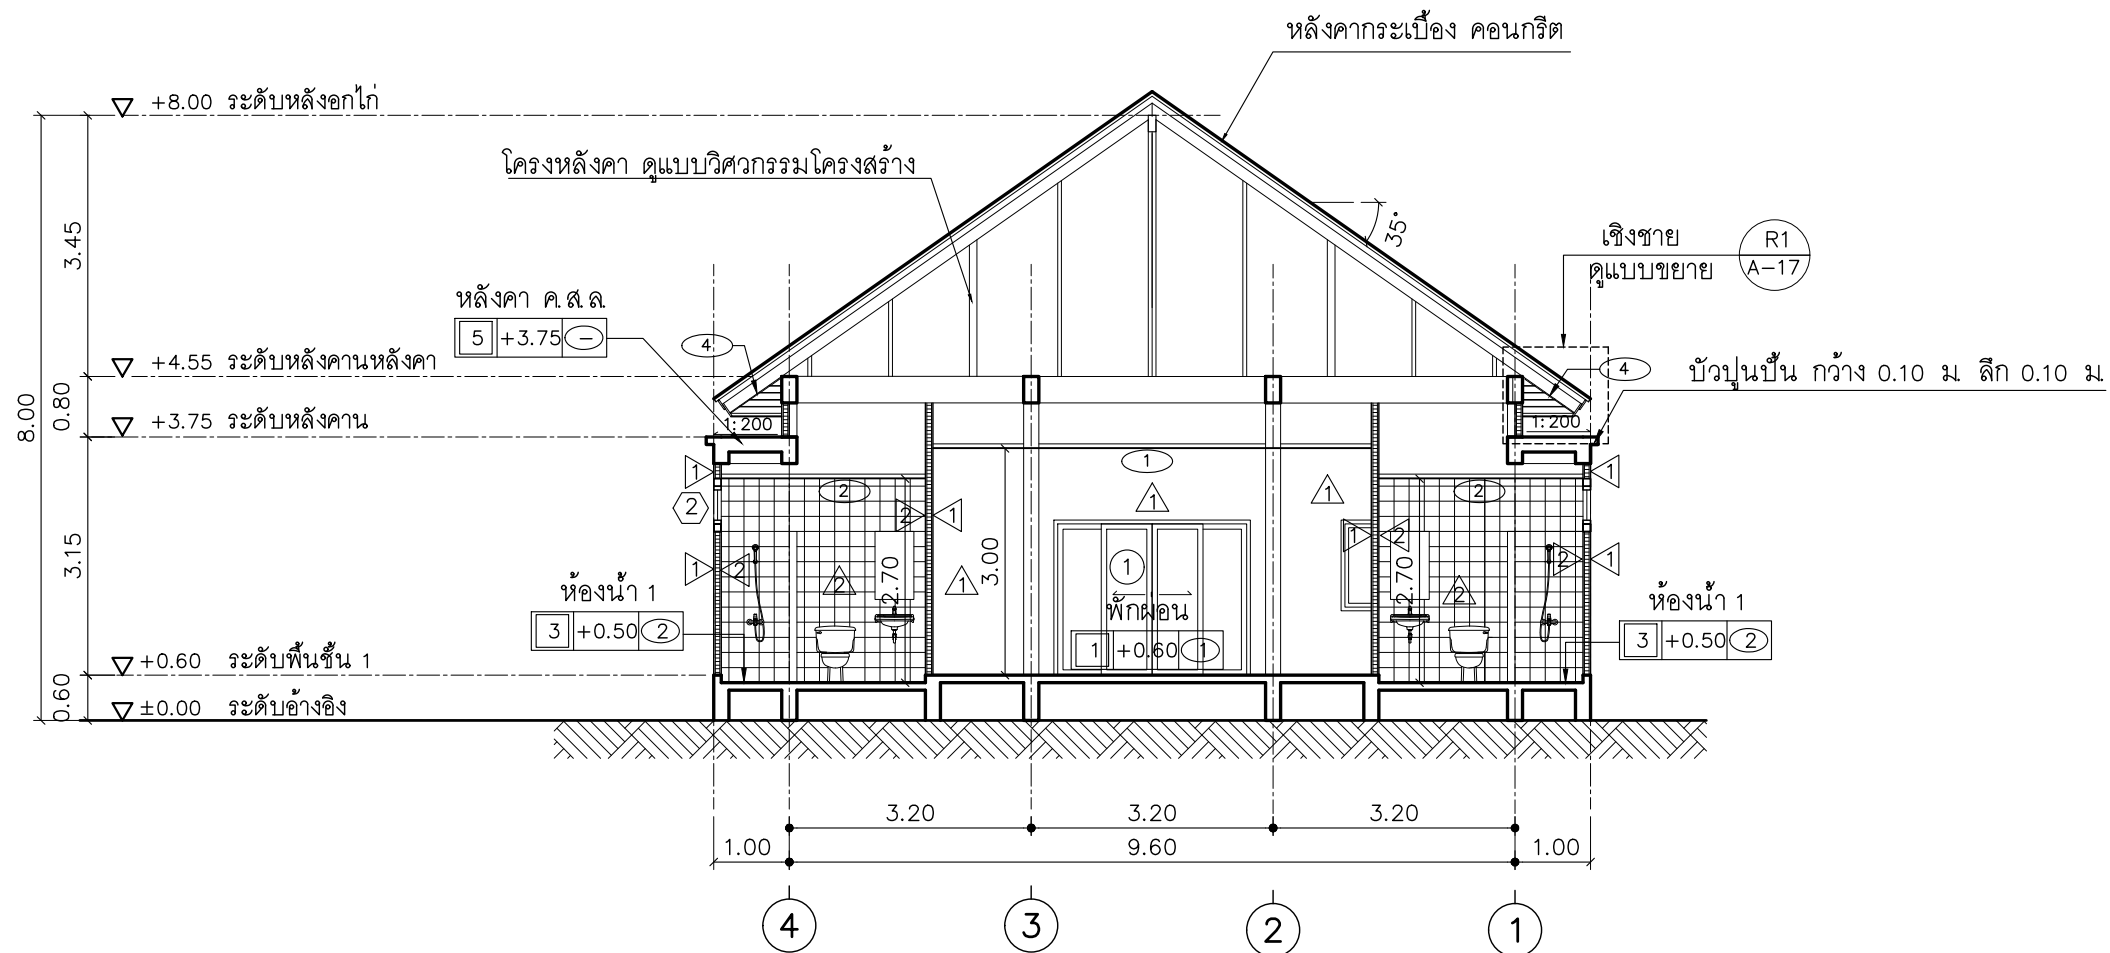 หลังคากระเบื้อง คอนกรีต
+8.00 ระดับหลังอกไก่
โครงหลังคา ดูแบบวิศวกรรมโครงสร้าง
35°
เชิงชาย
ดูแบบขยาย
R1
A-17
3.45
หลังคา ค.ส.ล.
5 +3.75 –
4
4
+4.55 ระดับหลังคานหลังคา
บัวปูนปั้น กว้าง 0.10 ม. ลึก 0.10 ม.
8.00
0.80
+3.75 ระดับหลังคาน
1:200
1:200
1
1
1
2
2
2
1
1
2
1
1
2
3.15
1
2
2
1
3.00
2.70
2.70
1
2
2
1
1
พักผ่อน
1 +0.60 1
ห้องน้ำ 1
3 +0.50 2
ห้องน้ำ 1
3 +0.50 2
+0.60 ระดับพื้นชั้น 1
0.60
±0.00 ระดับอ้างอิง
3.20
3.20
3.20
1.00
9.60
1.00
4
3
2
1